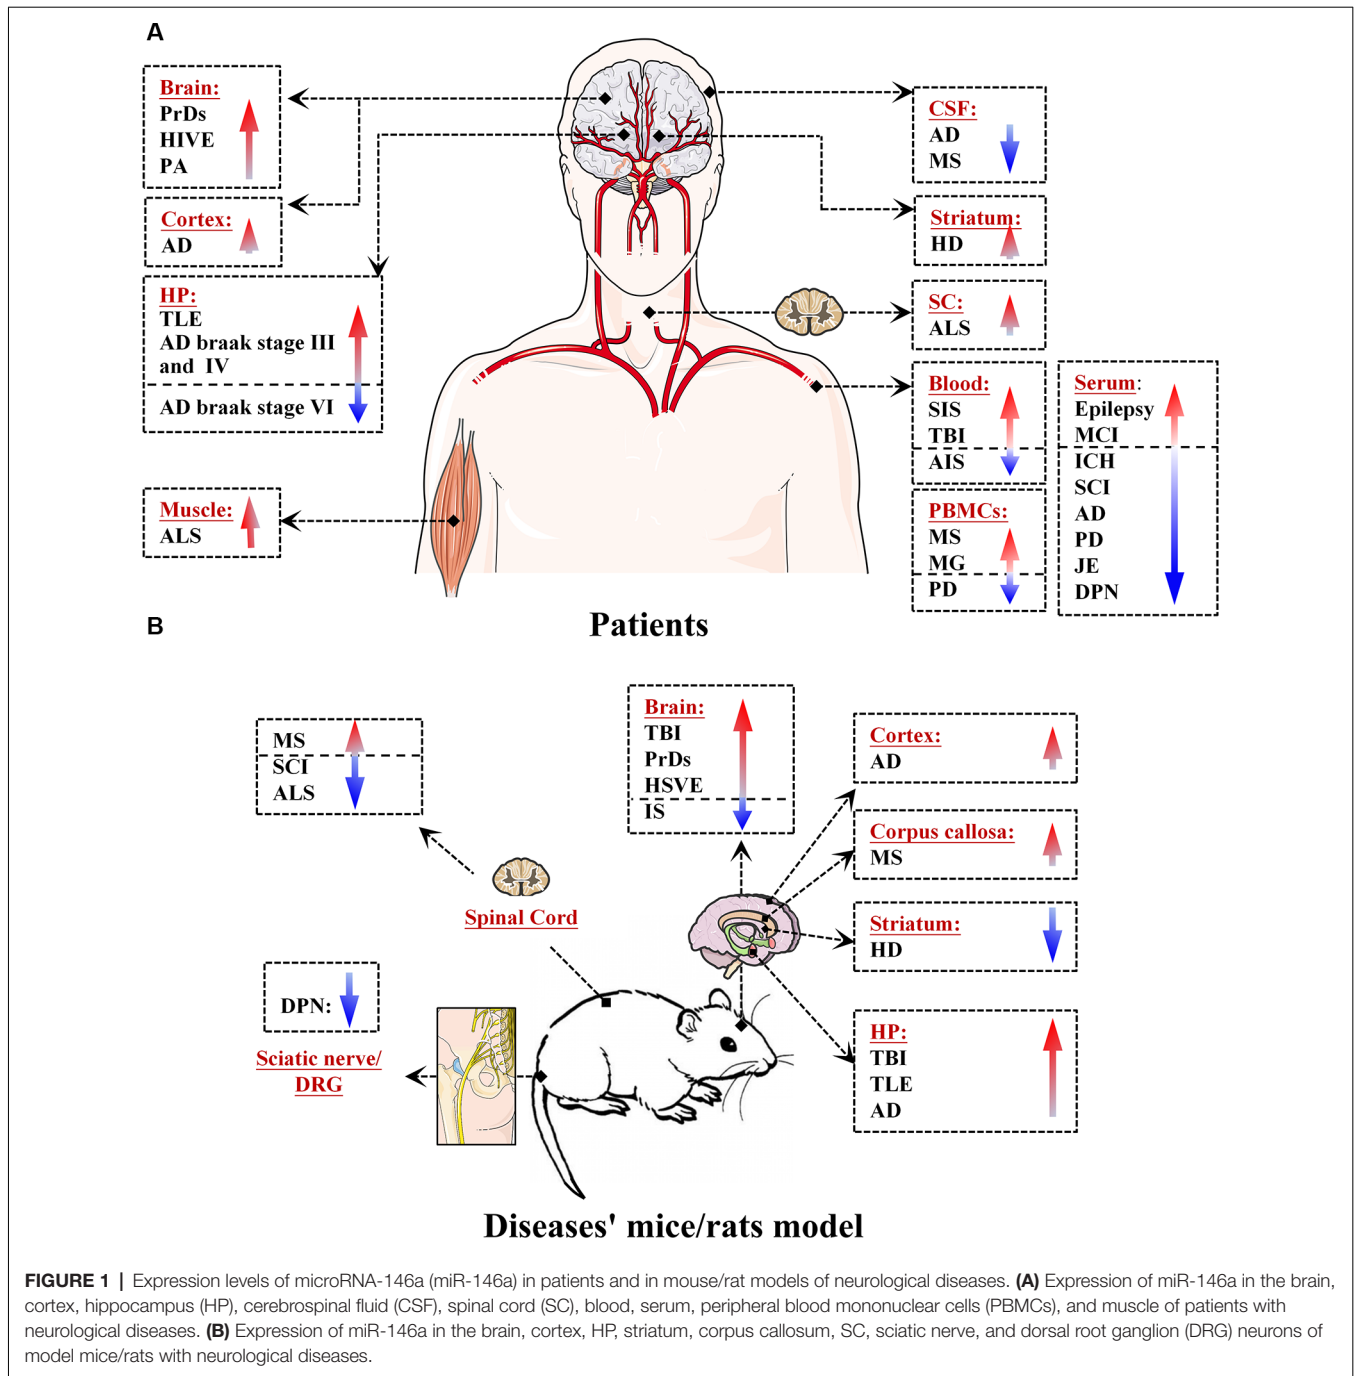 A
Brain:
PrDs
HIVE
PA
Cortex:
AD
HP:
TLE
AD braak stage III
and IV
AD braak stage VI
Muscle:
ALS
CSF:
AD
MS
Striatum:
HD
SC:
ALS
Blood:
SIS
TBI
AIS
PBMCs:
MS
MG
PD
Serum:
Epilepsy
MCI
ICH
SCI
AD
PD
JE
DPN
Patients
B
MS
SCI
ALS
Spinal Cord
DPN:
Sciatic nerve/
DRG
Brain:
TBI
PrDs
HSVE
IS
Cortex:
AD
Corpus callosa:
MS
Striatum:
HD
HP:
TBI
TLE
AD
Diseases' mice/rats model
FIGURE 1 | Expression levels of microRNA-146a (miR-146a) in patients and in mouse/rat models of neurological diseases. (A) Expression of miR-146a in the brain,
cortex, hippocampus (HP), cerebrospinal fluid (CSF), spinal cord (SC), blood, serum, peripheral blood mononuclear cells (PBMCs), and muscle of patients with
neurological diseases. (B) Expression of miR-146a in the brain, cortex, HP, striatum, corpus callosum, SC, sciatic nerve, and dorsal root ganglion (DRG) neurons of
model mice/rats with neurological diseases.